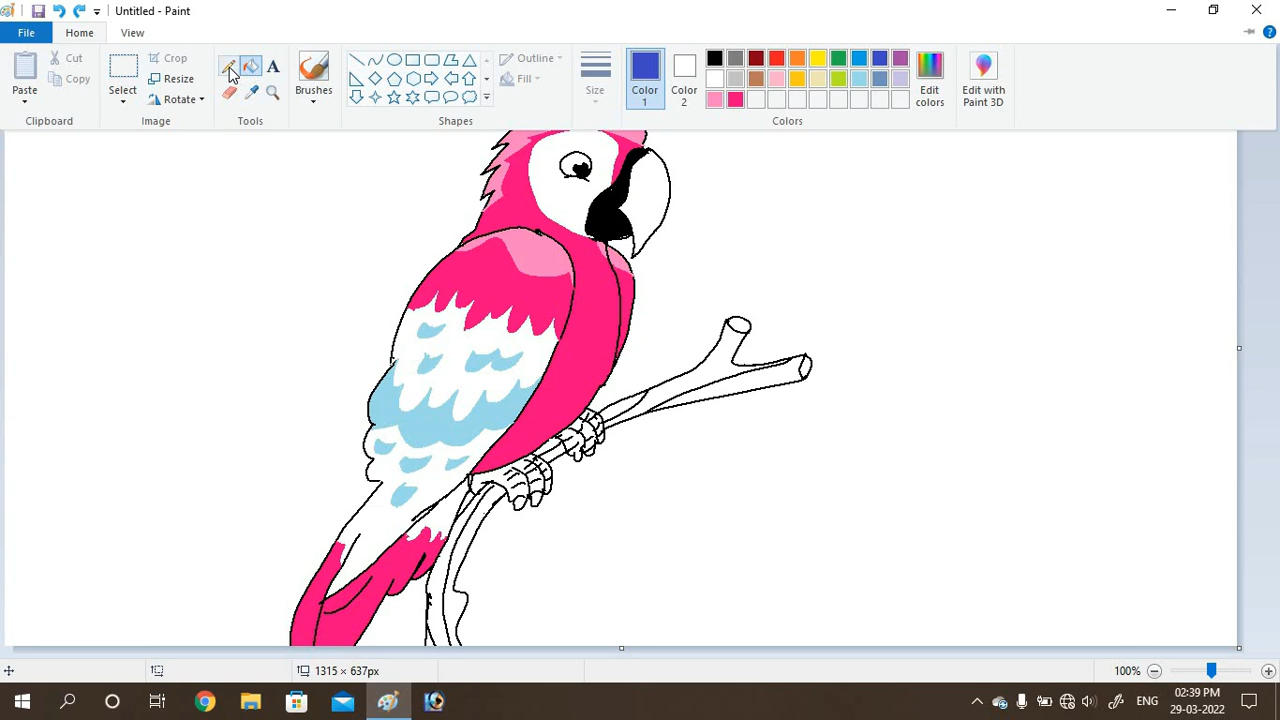 Untitled - Paint
File Home View
Paste Cut Copy
Clipboard
Select Crop Resize Rotate
Image
A
Tools
Brushes
Outline Fill
Shapes
Size
Color 1 Color 2
Edit colors
Colors
Edit with Paint 3D
1315 × 637px 100%
ENG 02:39 PM 29-03-2022